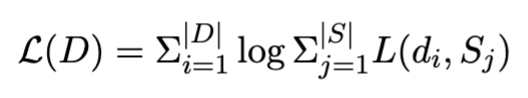 ℒ(D) = Σ_{i=1}^{|D|} log Σ_{j=1}^{|S|} L(d_i, S_j)